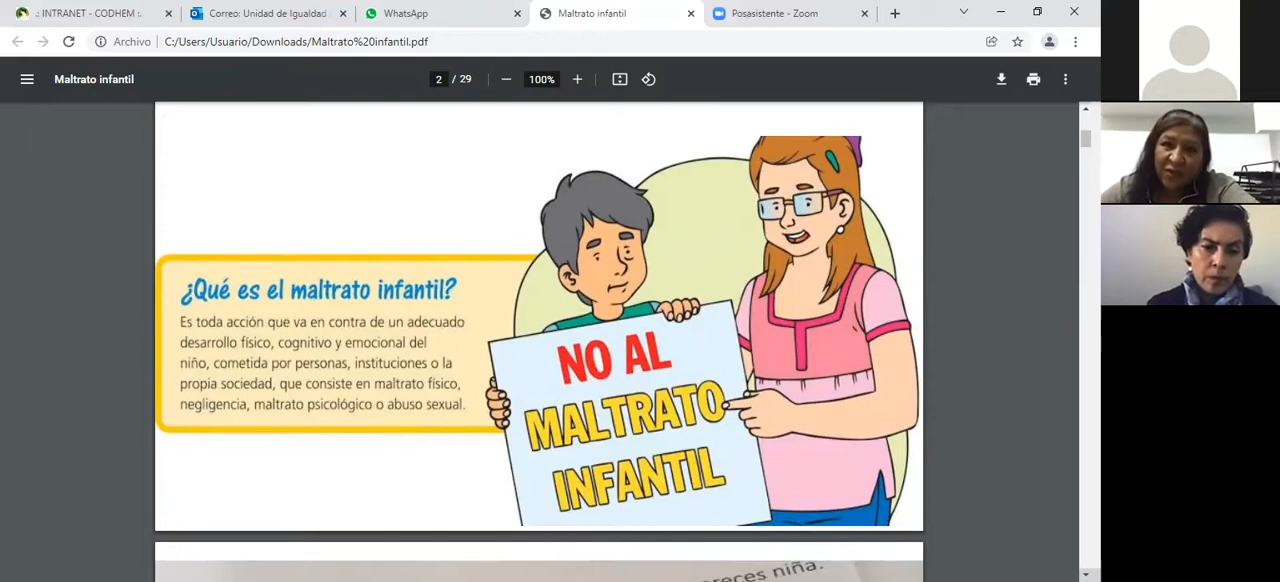 .: INTRANET - CODHEM :.
Correo: Unidad de Igualdad
WhatsApp
Maltrato infantil
Posasistente - Zoom
Archivo
C:/Users/Usuario/Downloads/Maltrato%20infantil.pdf
Maltrato infantil
2 / 29
100%
¿Qué es el maltrato infantil?
Es toda acción que va en contra de un adecuado
desarrollo físico, cognitivo y emocional del
niño, cometida por personas, instituciones o la
propia sociedad, que consiste en maltrato físico,
negligencia, maltrato psicológico o abuso sexual.
NO AL
MALTRATO
INFANTIL
niña.